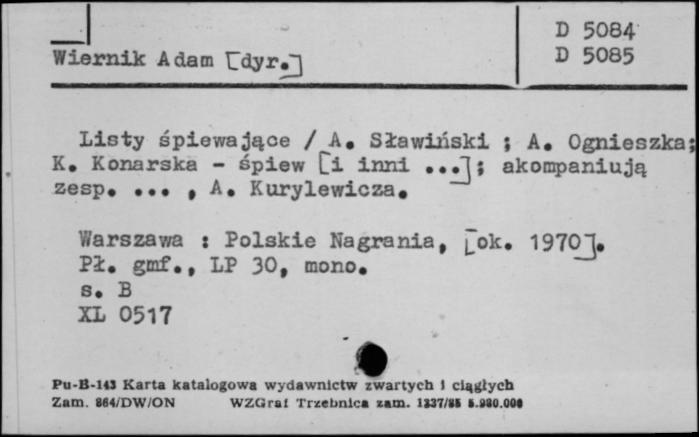 D 5084
D 5085
Wiernik Adam [dyr.]
Listy śpiewające / A. Sławiński ; A. Ognieszka;
K. Konarska - śpiew [i inni ...]; akompaniują
zesp. ... , A. Kurylewicza.
Warszawa : Polskie Nagrania, [ok. 1970].
Pł. gmf., LP 30, mono.
s. B
XL 0517
Pu-B-143 Karta katalogowa wydawnictw zwartych i ciągłych
Zam. 864/DW/ON WZGraf Trzebnica zam. 1337/85 5.980.000